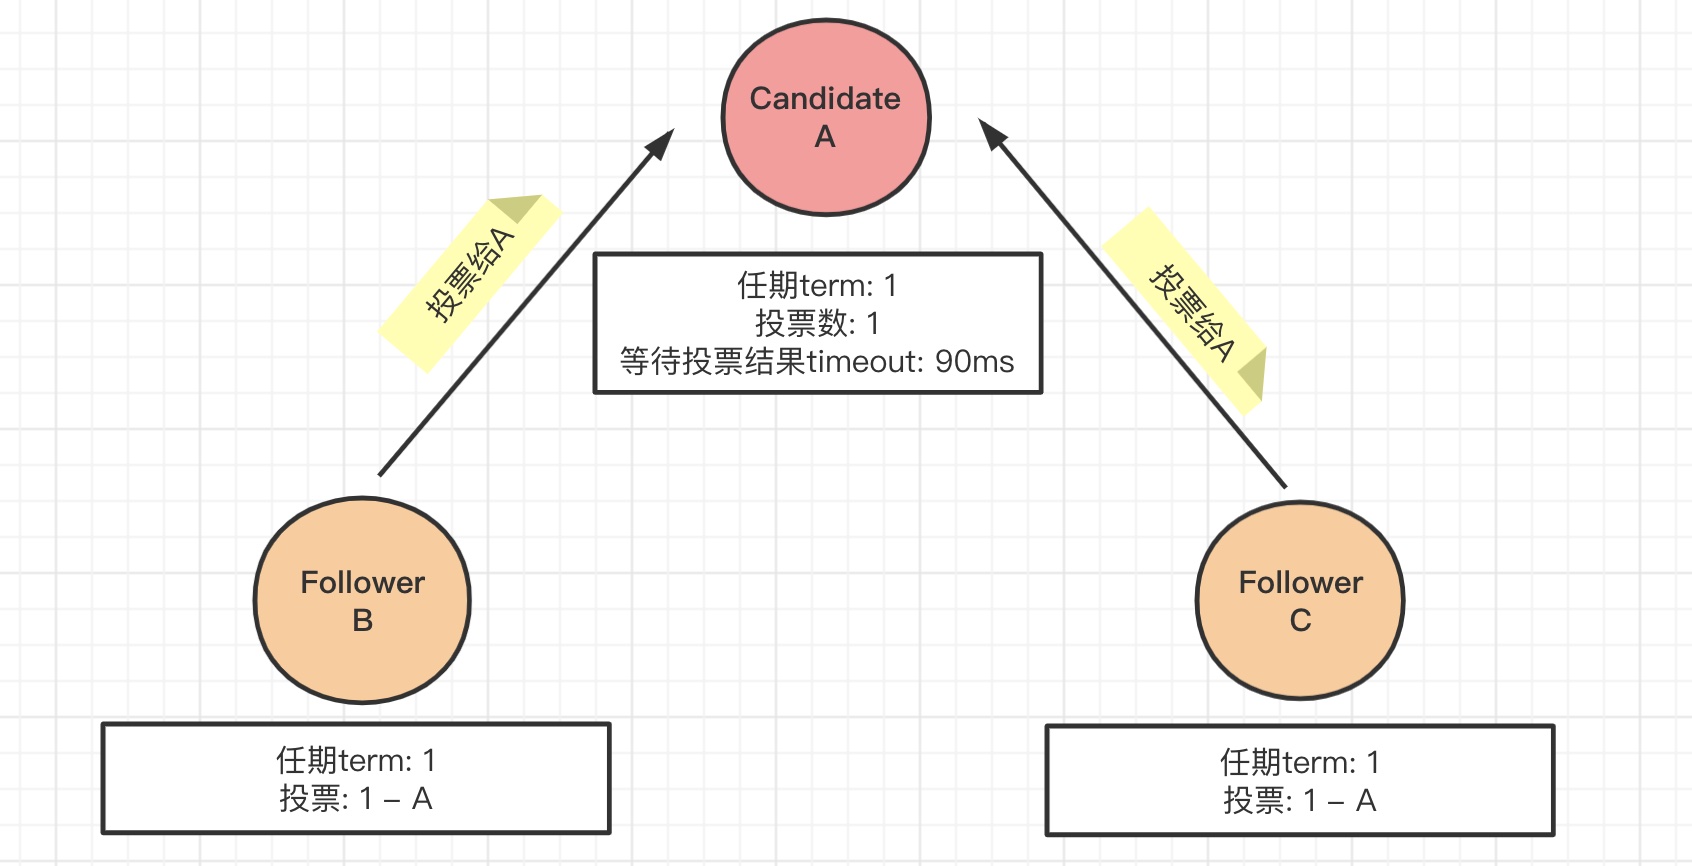 Candidate
A
投票给A
投票给A
任期term: 1
投票数: 1
等待投票结果timeout: 90ms
Follower
B
Follower
C
任期term: 1
投票: 1 – A
任期term: 1
投票: 1 – A